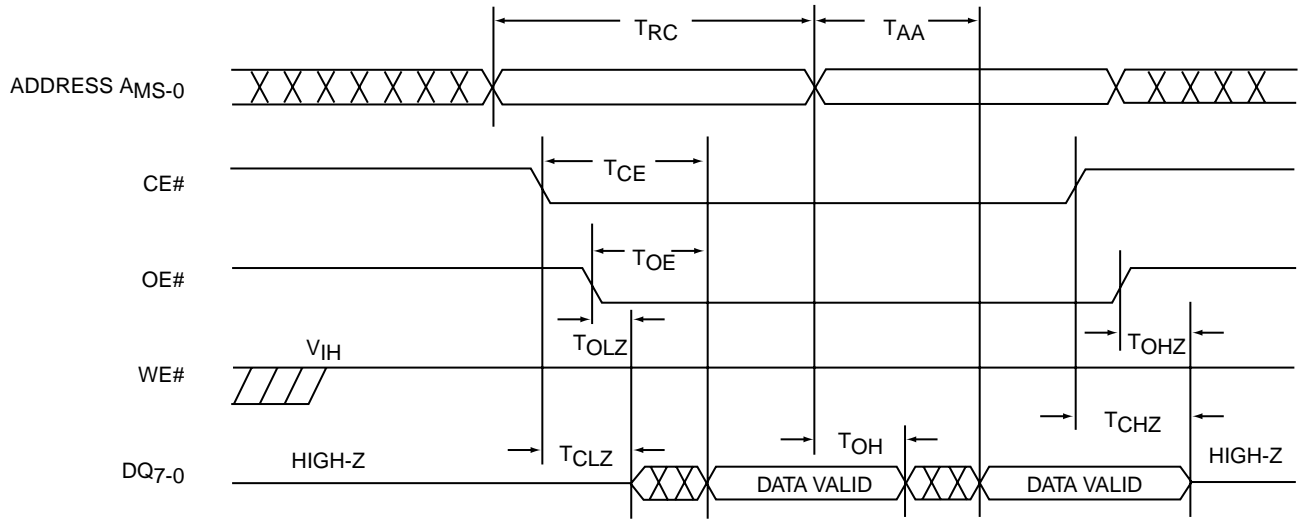 TRC TAA
ADDRESS AMS-0
TCE
CE#
TOE
OE#
TOLZ TOHZ
VIH
WE#
TCLZ TOH TCHZ
HIGH-Z HIGH-Z
DQ7-0 DATA VALID DATA VALID